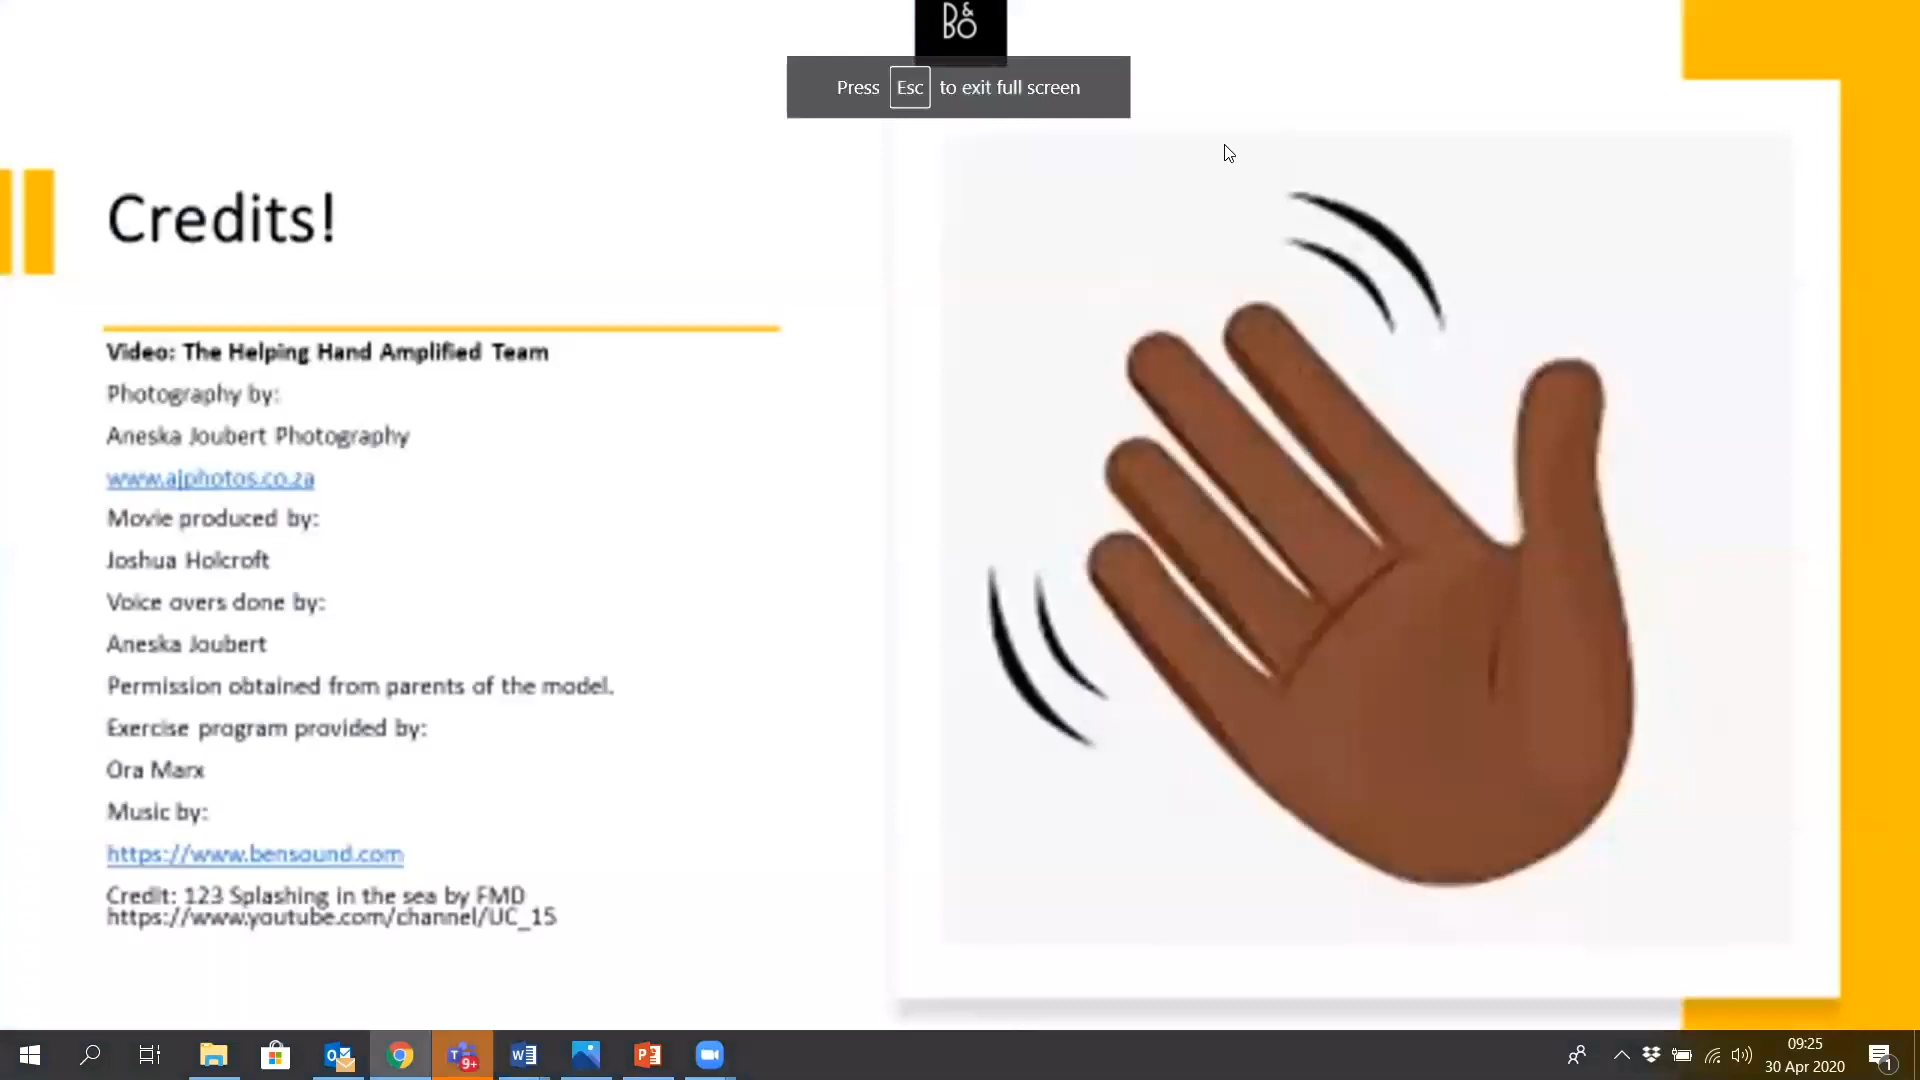 B&O
Press Esc to exit full screen
Credits!
Video: The Helping Hand Amplified Team
Photography by:
Aneska Joubert Photography
www.ajphotos.co.za
Movie produced by:
Joshua Holcroft
Voice overs done by:
Aneska Joubert
Permission obtained from parents of the model.
Exercise program provided by:
Ora Marx
Music by:
https://www.bensound.com
Credit: 123 Splashing in the sea by FMD
https://www.youtube.com/channel/UC_15
9+
09:25
30 Apr 2020
1